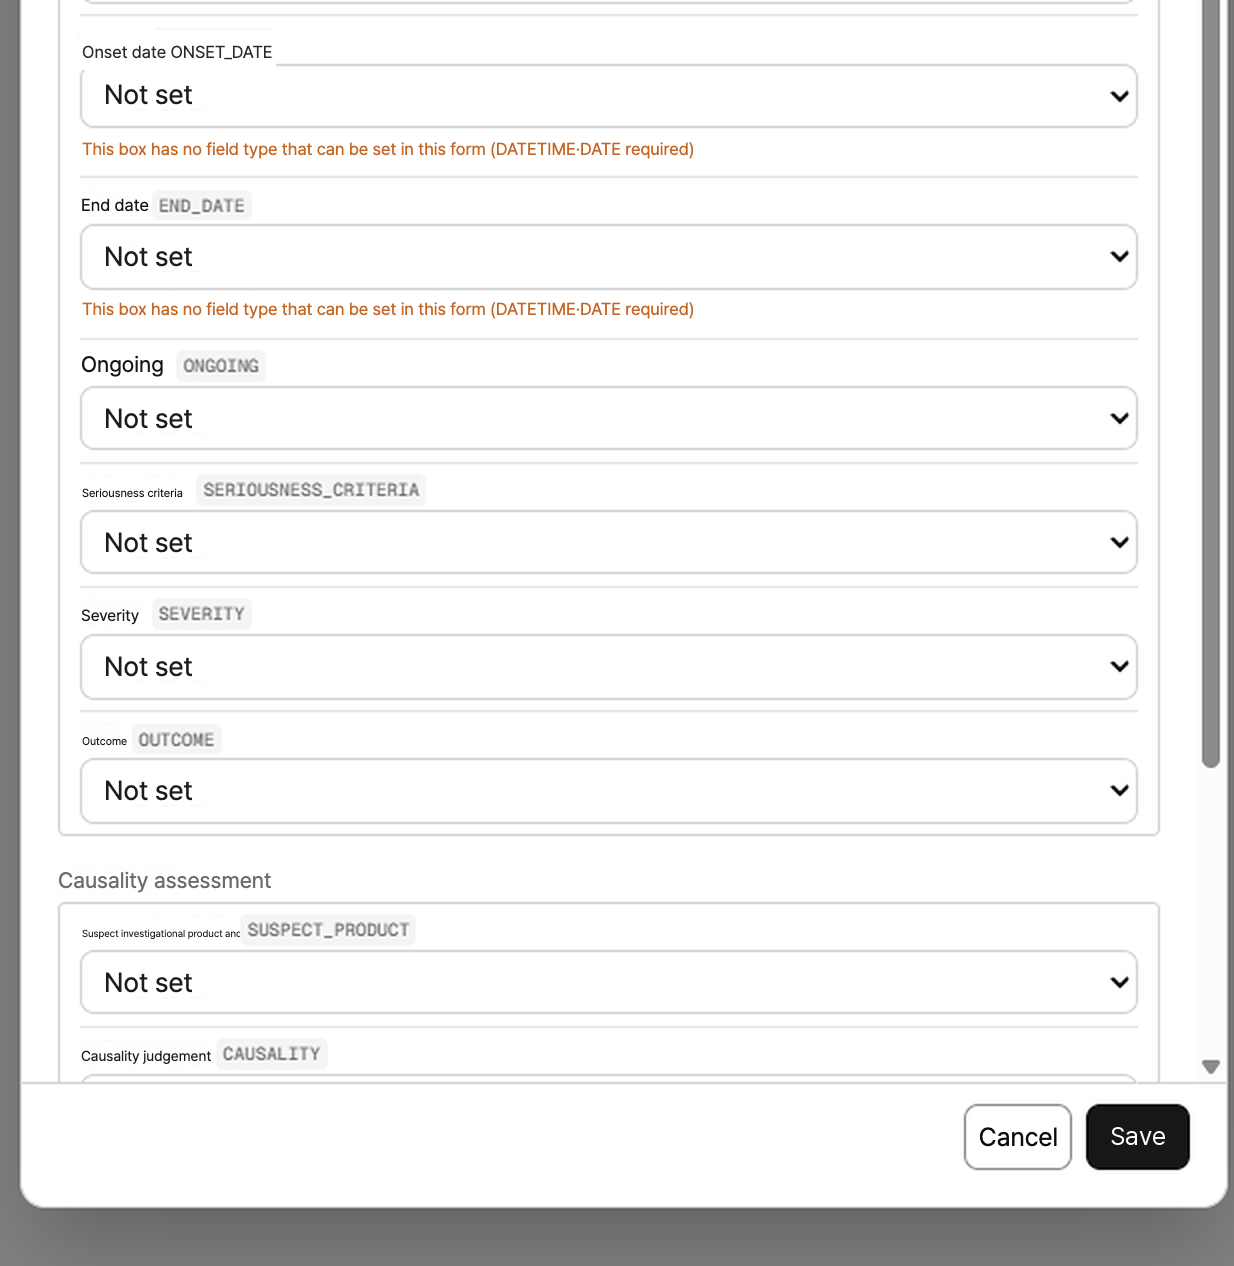 Onset date ONSET_DATE
Not set
This box has no field type that can be set in this form (DATETIME·DATE required)
End date END_DATE
Not set
This box has no field type that can be set in this form (DATETIME·DATE required)
Ongoing ONGOING
Not set
Seriousness criteria SERIOUSNESS_CRITERIA
Not set
Severity SEVERITY
Not set
Outcome OUTCOME
Not set
Causality assessment
Suspect investigational product and SUSPECT_PRODUCT
Not set
Causality judgement CAUSALITY
Cancel Save